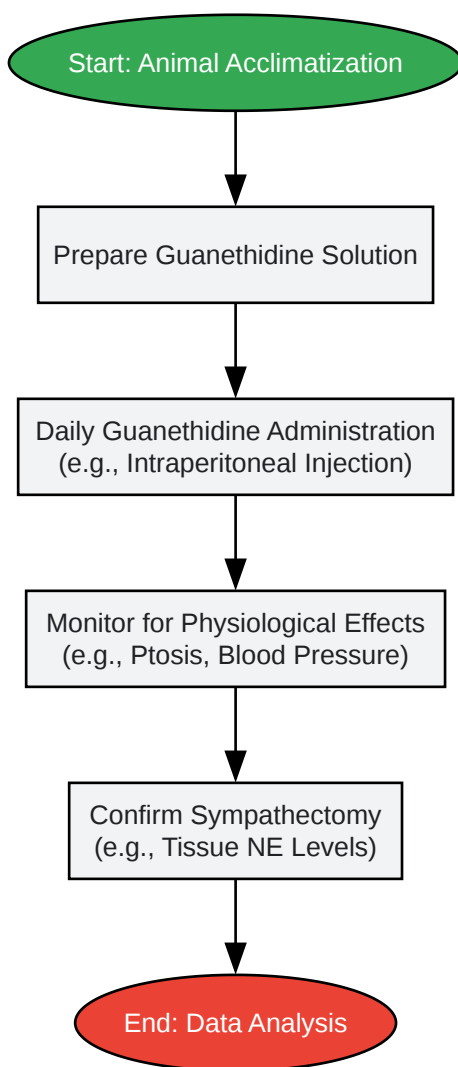 Start: Animal Acclimatization
Prepare Guanethidine Solution
Daily Guanethidine Administration
(e.g., Intraperitoneal Injection)
Monitor for Physiological Effects
(e.g., Ptosis, Blood Pressure)
Confirm Sympathectomy
(e.g., Tissue NE Levels)
End: Data Analysis